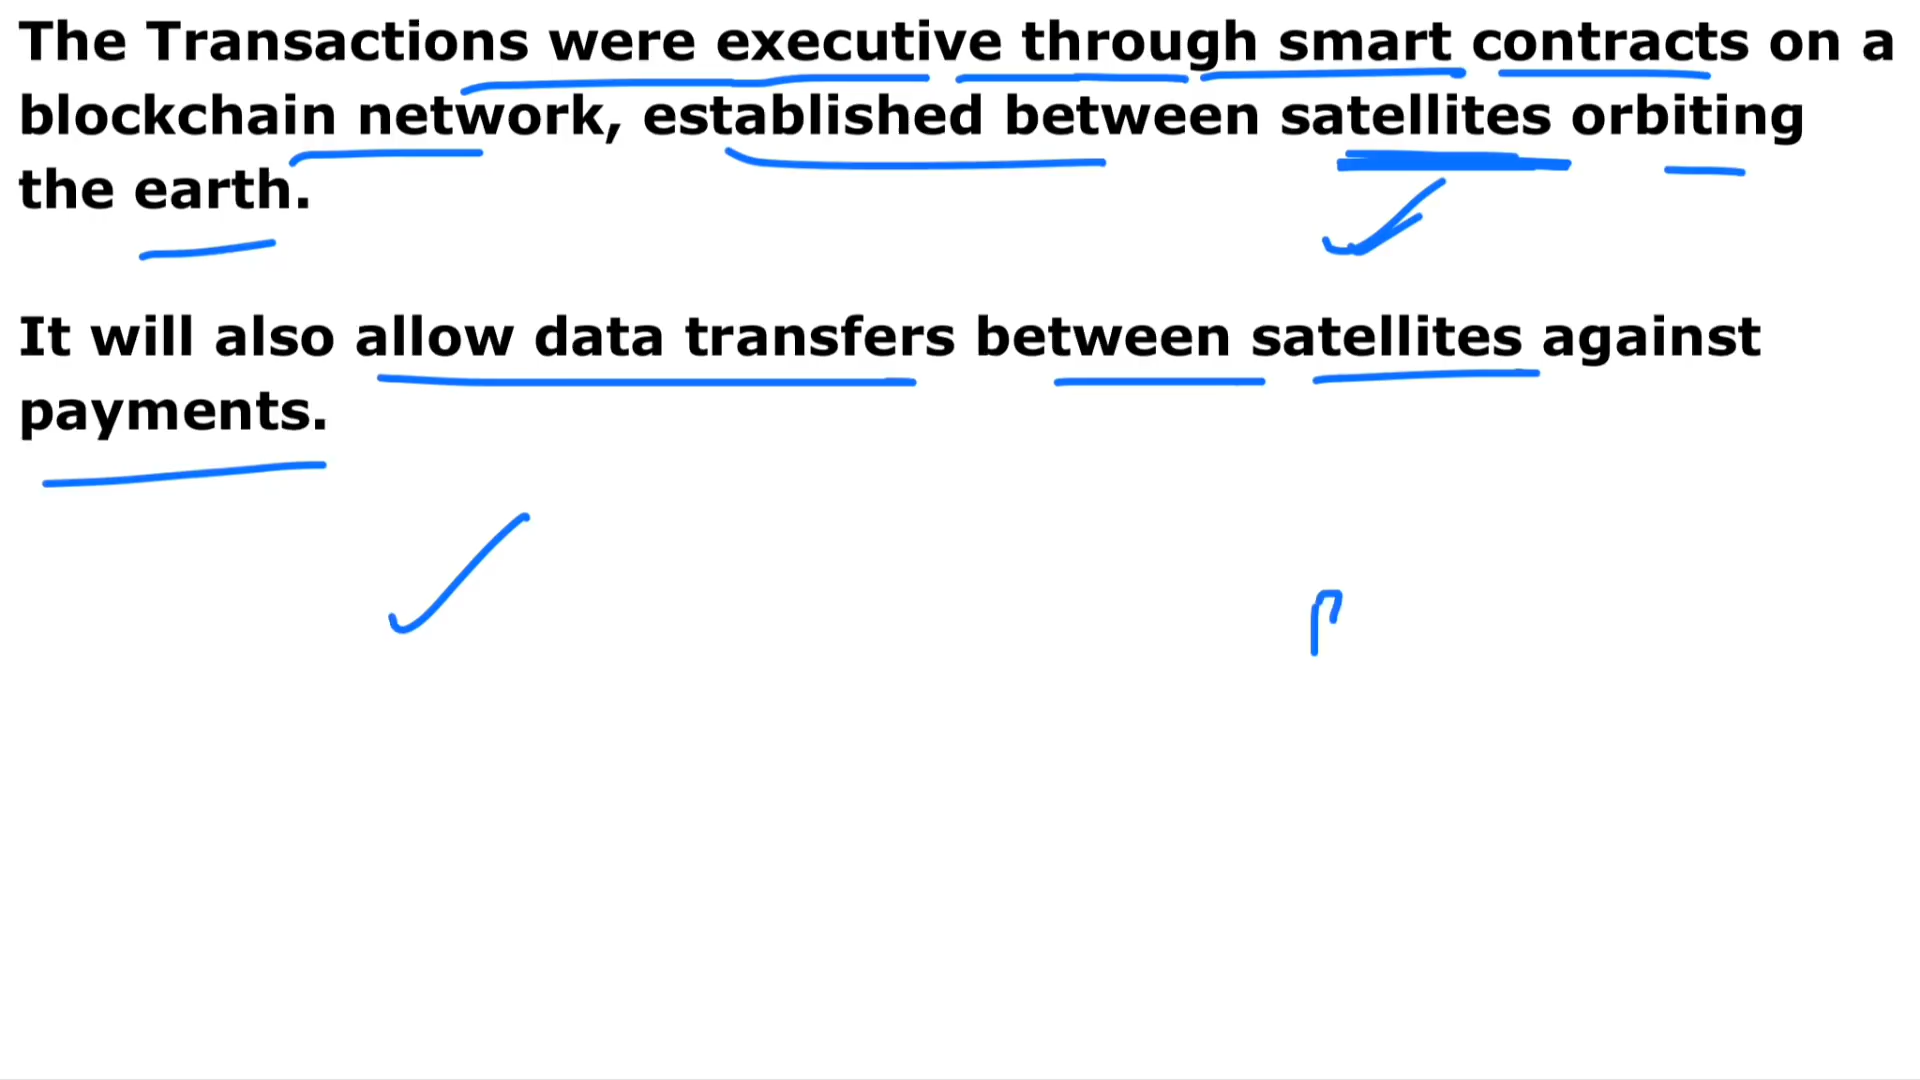 The Transactions were executive through smart contracts on a
blockchain network, established between satellites orbiting
the earth.
It will also allow data transfers between satellites against
payments.